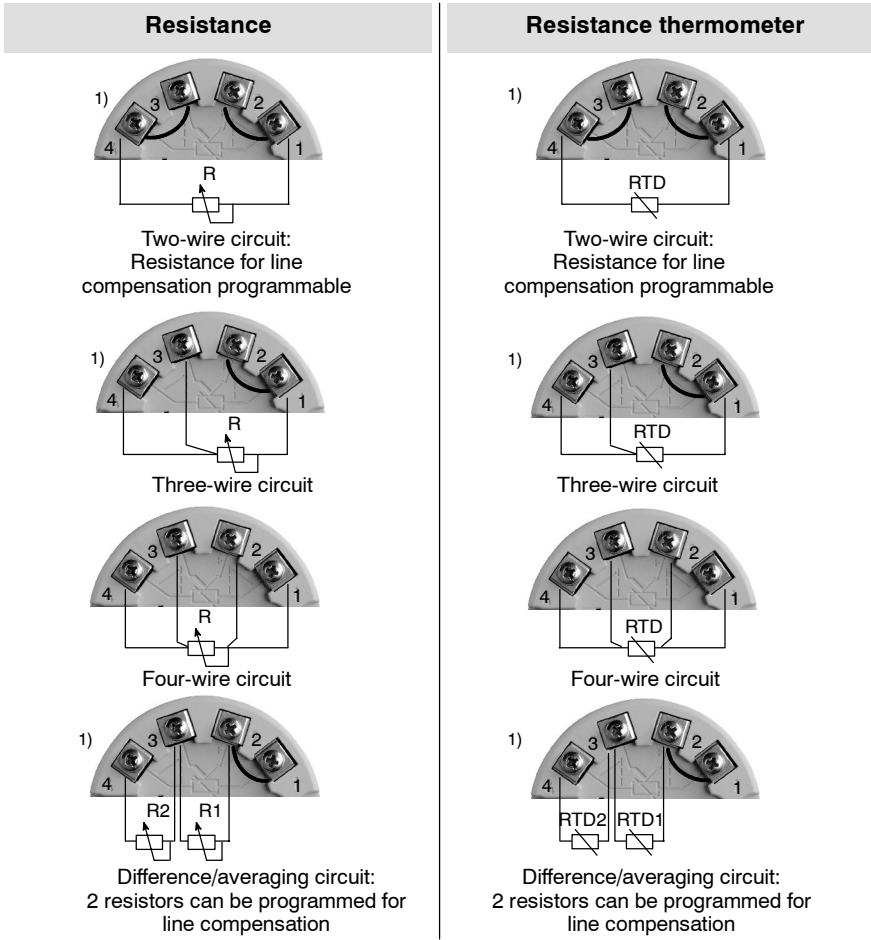 Resistance
1)
3
2
4
1
R
Two-wire circuit:
Resistance for line
compensation programmable
1)
3
2
4
1
R
Three-wire circuit
3
2
4
1
R
Four-wire circuit
1)
3
2
4
1
R2
R1
Difference/averaging circuit:
2 resistors can be programmed for
line compensation
Resistance thermometer
1)
3
2
4
1
RTD
Two-wire circuit:
Resistance for line
compensation programmable
1)
3
2
4
1
RTD
Three-wire circuit
3
2
4
1
RTD
Four-wire circuit
1)
3
2
4
1
RTD2
RTD1
Difference/averaging circuit:
2 resistors can be programmed for
line compensation